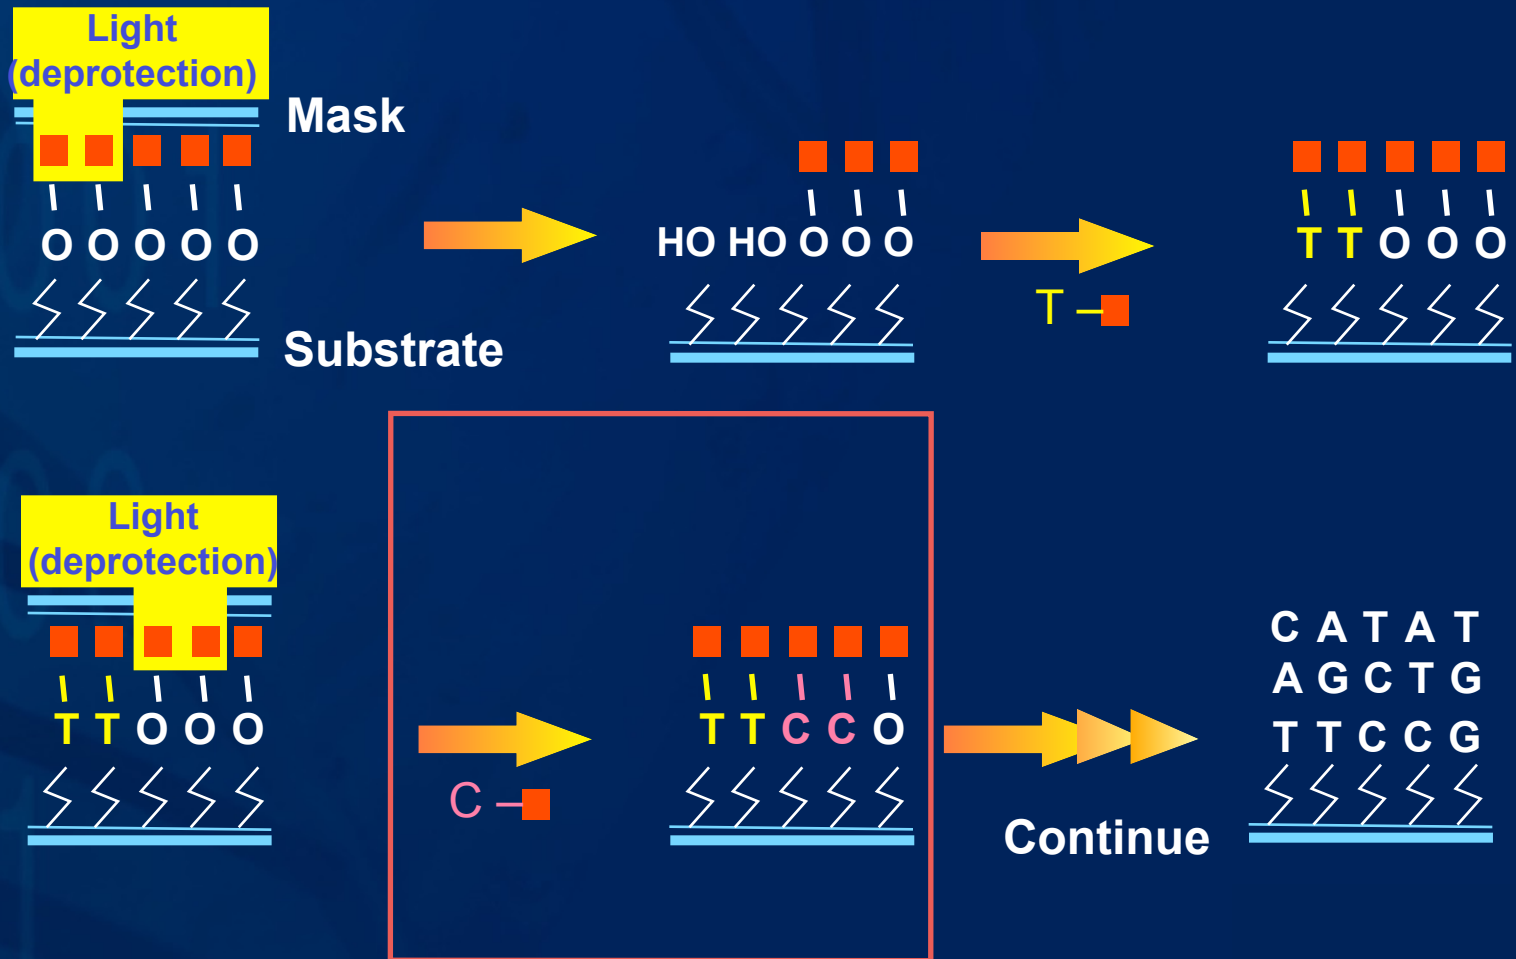 Light
(deprotection)
Mask
O O O O O
Substrate
HO HO O O O
T
T T O O O
Light
(deprotection)
T T O O O
C
T T C C O
Continue
C A T A T
A G C T G
T T C C G